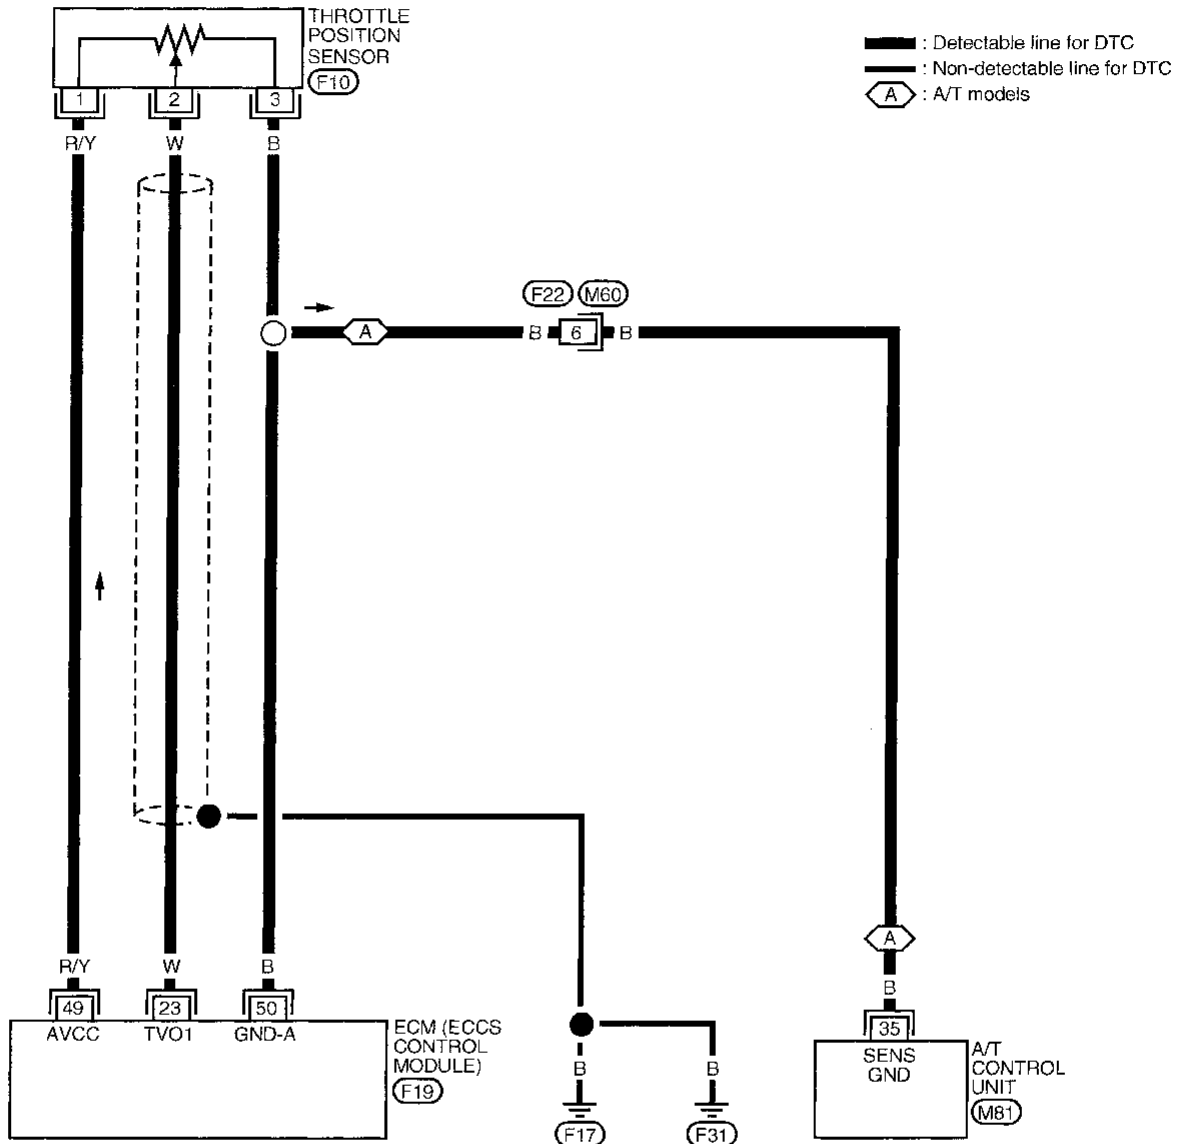 THROTTLE
POSITION
SENSOR
F10
: Detectable line for DTC
: Non-detectable line for DTC
A : A/T models
1 2 3
R/Y W B
F22 M60
A B 6 B
A
R/Y W B
B
49 23 50
35
AVCC TVO1 GND-A
ECM (ECCS
CONTROL
MODULE)
F19
SENS
GND
A/T
CONTROL
UNIT
M81
B B
F17 F31